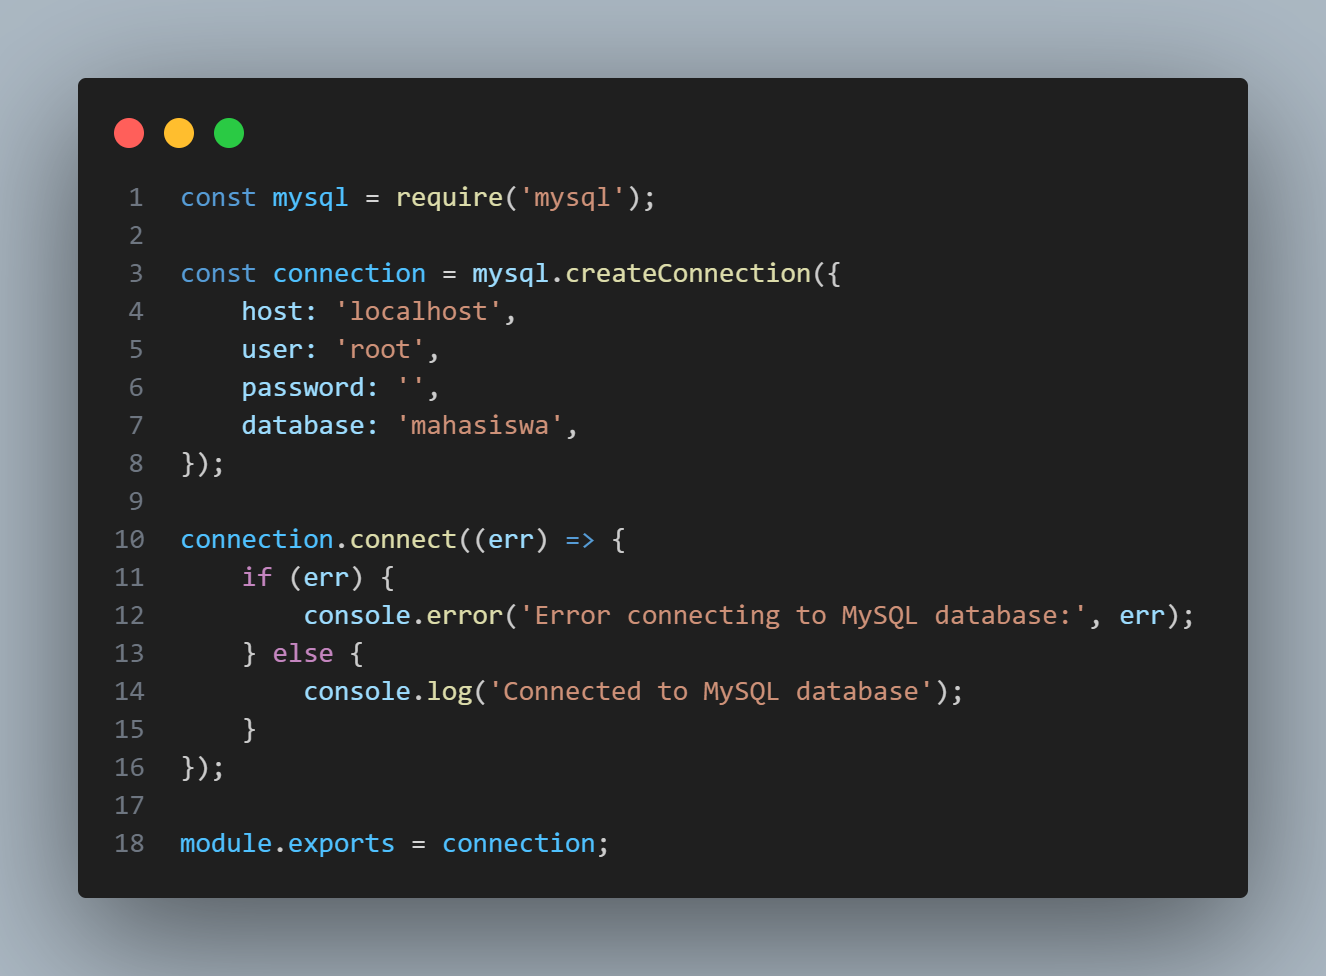 1 const mysql = require('mysql');
2
3 const connection = mysql.createConnection({
4     host: 'localhost',
5     user: 'root',
6     password: '',
7     database: 'mahasiswa',
8 });
9
10 connection.connect((err) => {
11     if (err) {
12         console.error('Error connecting to MySQL database:', err);
13     } else {
14         console.log('Connected to MySQL database');
15     }
16 });
17
18 module.exports = connection;